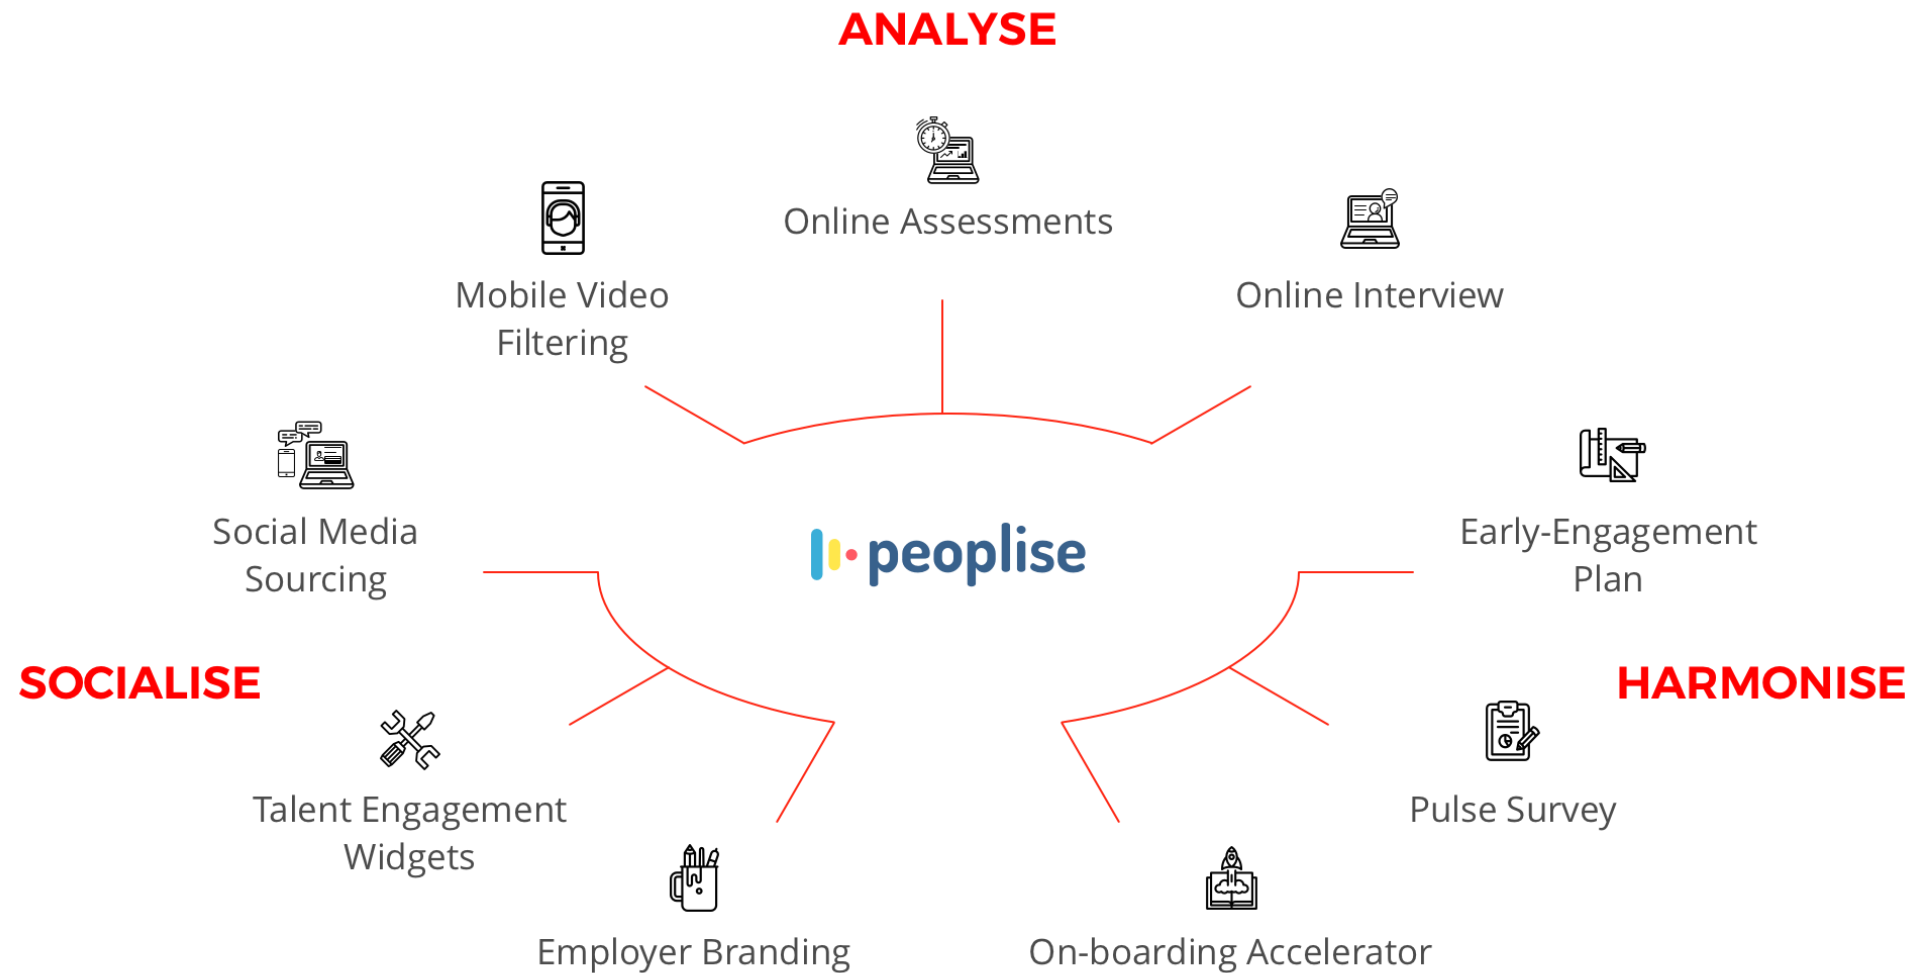 ANALYSE
Online Assessments
Mobile Video
Filtering
Online Interview
Social Media
Sourcing
peoplise
Early-Engagement
Plan
SOCIALISE
HARMONISE
Talent Engagement
Widgets
Pulse Survey
Employer Branding
On-boarding Accelerator